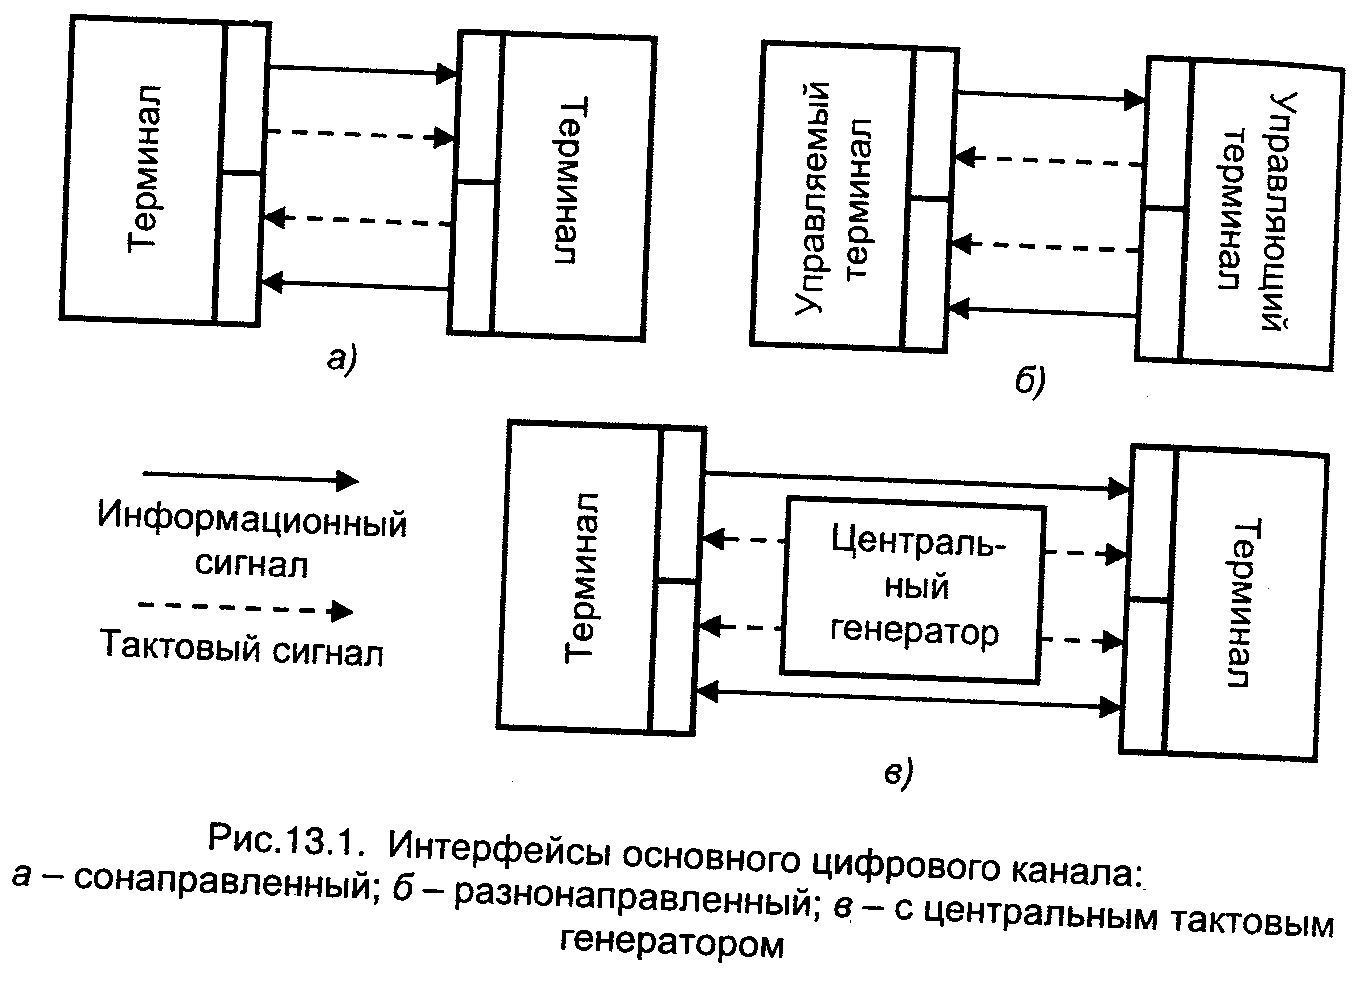 Терминал
Терминал
а)
Управляемый
терминал
Управляющий
терминал
б)
Информационный
сигнал
Тактовый сигнал
Терминал
Централь-
ный
генератор
Терминал
в)
Рис.13.1. Интерфейсы основного цифрового канала:
а – сонаправленный; б – разнонаправленный; в – с центральным тактовым
генератором